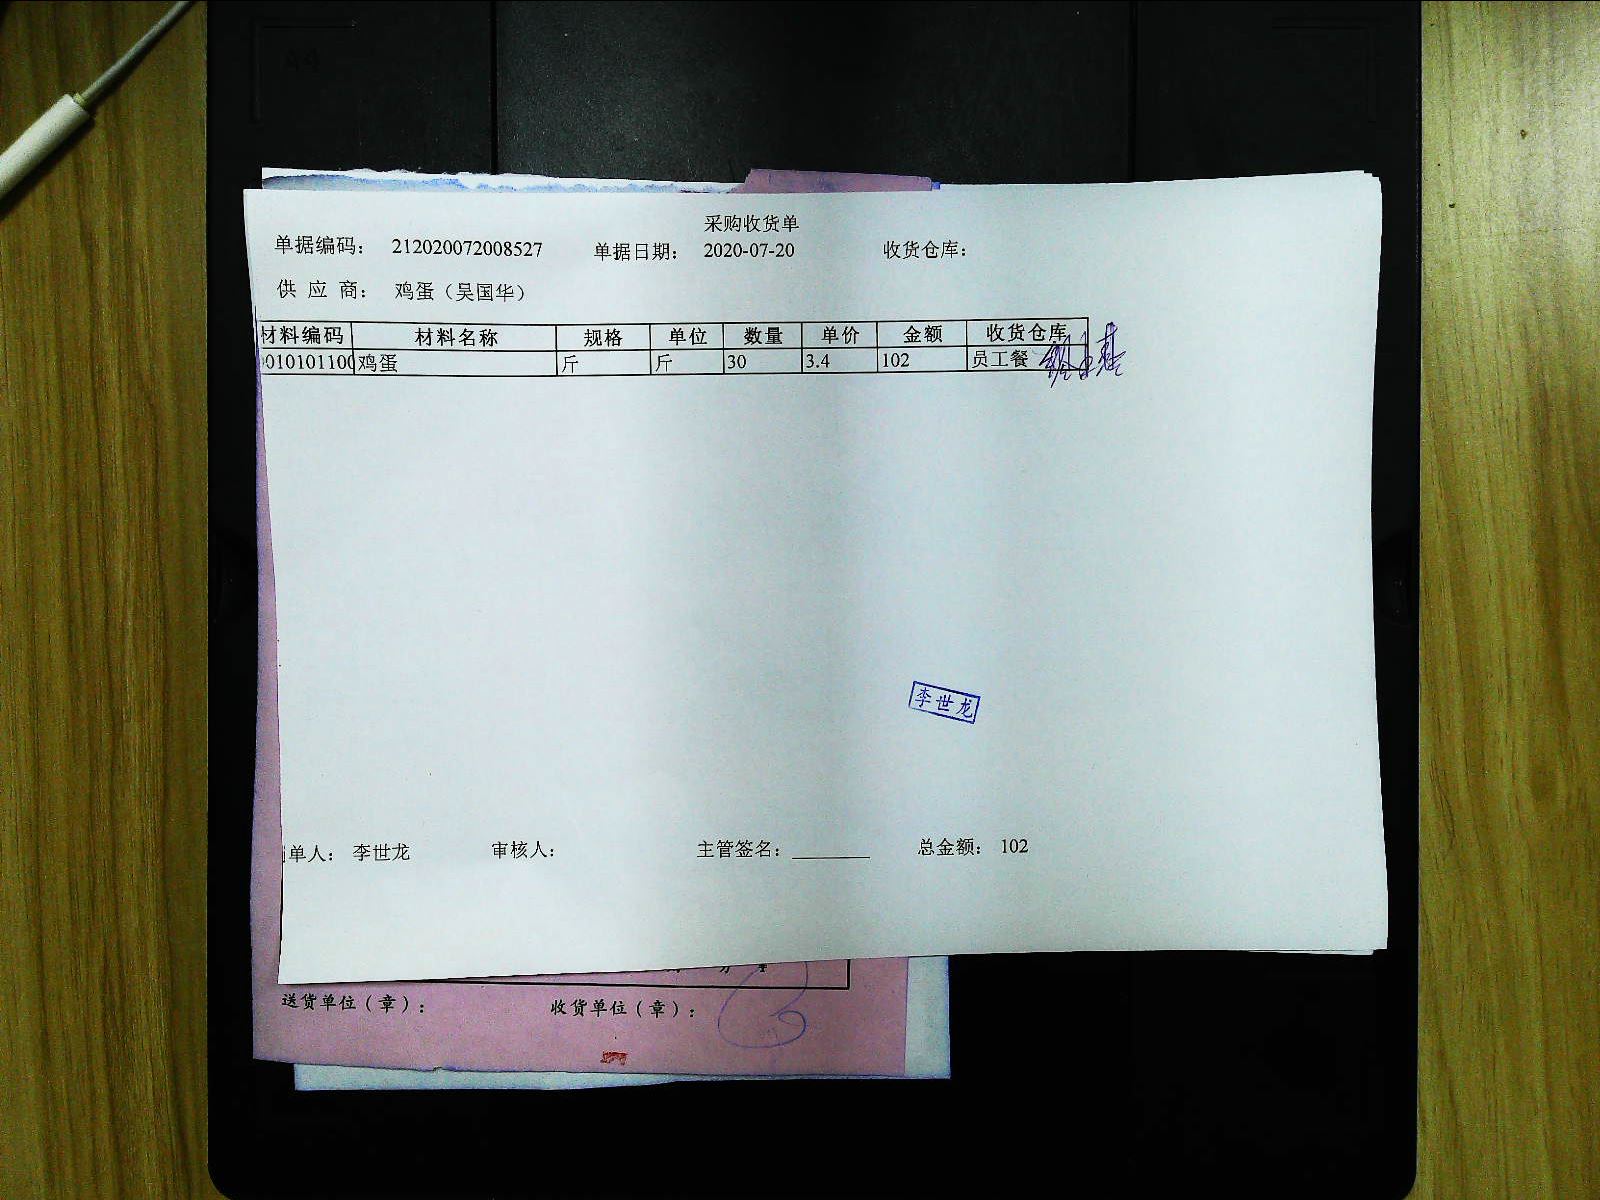 采购收货单
单据编码： 212020072008527 单据日期： 2020-07-20 收货仓库：
供 应 商： 鸡蛋（吴国华）
材料编码 材料名称 规格 单位 数量 单价 金额 收货仓库
鸡蛋 斤 斤 30 3.4 102 员工餐
李世龙
单人： 李世龙 审核人： 主管签名： 总金额： 102
送货单位（章）： 收货单位（章）：